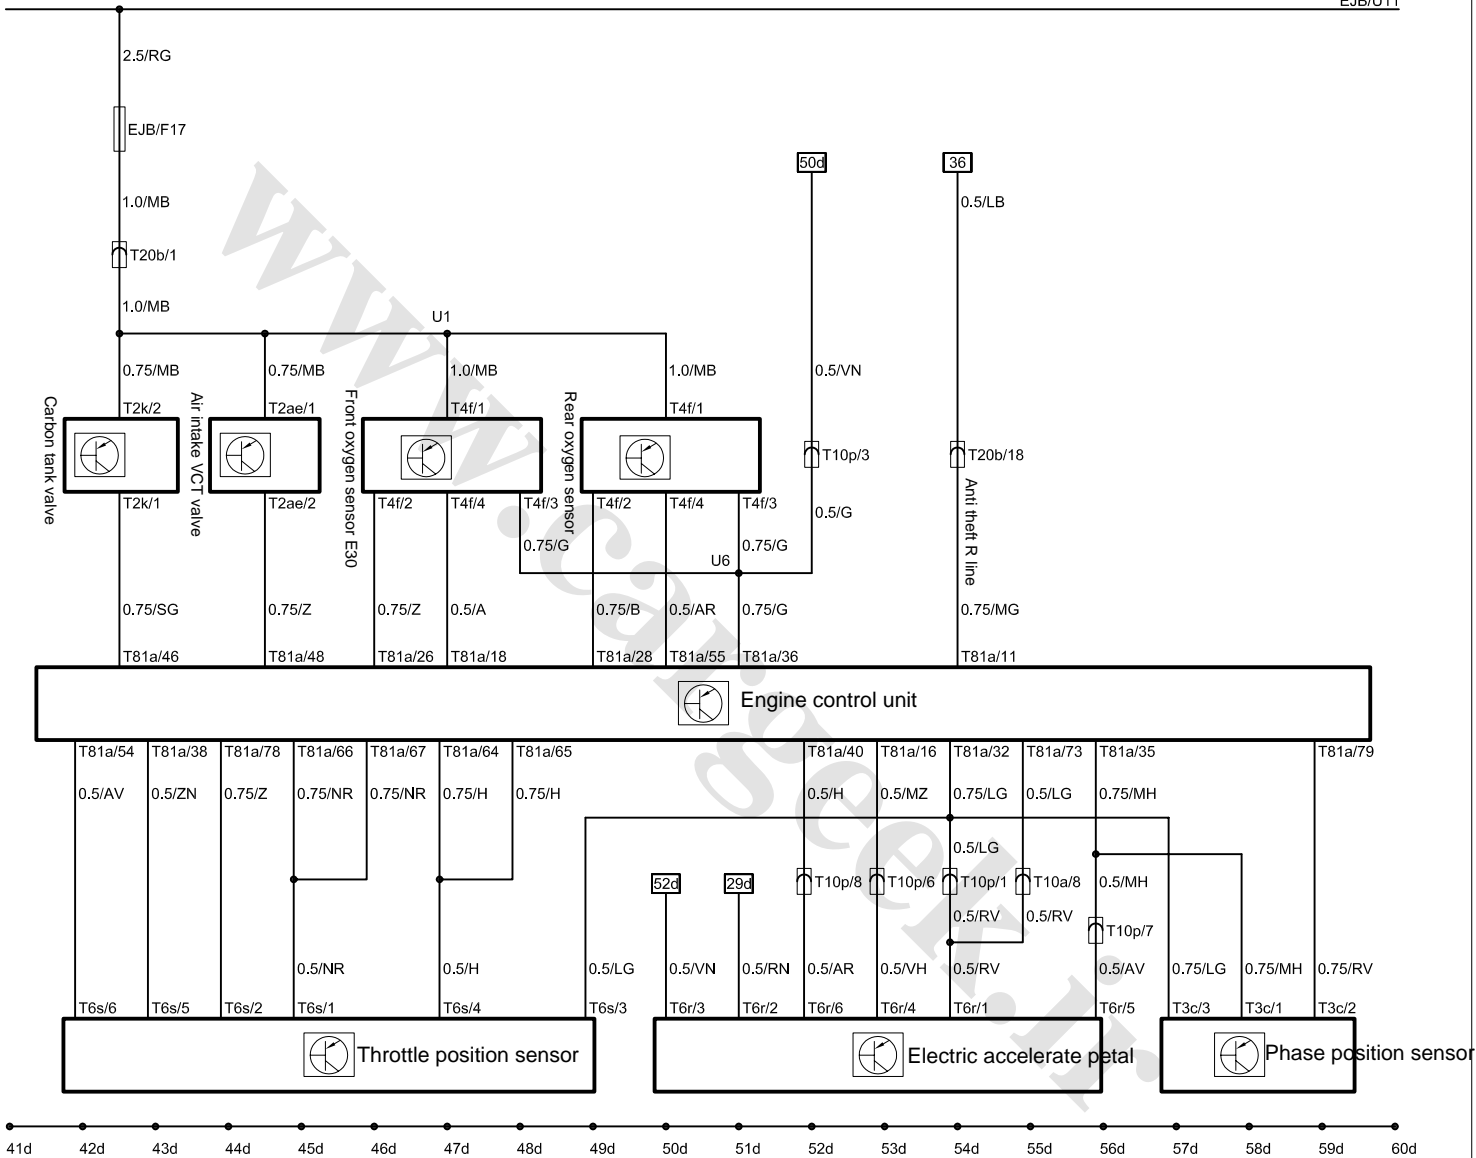 EJB/U11
2.5/RG
EJB/F17
50d
36
1.0/MB
0.5/LB
T20b/1
1.0/MB
U1
0.75/MB
0.75/MB
1.0/MB
1.0/MB
0.5/VN
Carbon tank valve
Air intake VCT valve
Front oxygen sensor E30
Rear oxygen sensor
T2k/2
T2ae/1
T4f/1
T4f/1
T10p/3
T20b/18
T2k/1
T2ae/2
T4f/2
T4f/4
T4f/3
T4f/2
T4f/4
T4f/3
0.5/G
Anti theft R line
0.75/G
U6
0.75/G
0.75/SG
0.75/Z
0.75/Z
0.5/A
0.75/B
0.5/AR
0.75/G
0.75/MG
T81a/46
T81a/48
T81a/26
T81a/18
T81a/28
T81a/55
T81a/36
T81a/11
Engine control unit
T81a/54
T81a/38
T81a/78
T81a/66
T81a/67
T81a/64
T81a/65
T81a/40
T81a/16
T81a/32
T81a/73
T81a/35
T81a/79
0.5/AV
0.5/ZN
0.75/Z
0.75/NR
0.75/NR
0.75/H
0.75/H
0.5/H
0.5/MZ
0.75/LG
0.5/LG
0.75/MH
0.5/LG
52d
29d
T10p/8
T10p/6
T10p/1
T10a/8
0.5/MH
0.5/RV
0.5/RV
T10p/7
0.5/NR
0.5/H
0.5/LG
0.5/VN
0.5/RN
0.5/AR
0.5/VH
0.5/RV
0.5/AV
0.75/LG
0.75/MH
0.75/RV
T6s/6
T6s/5
T6s/2
T6s/1
T6s/4
T6s/3
T6r/3
T6r/2
T6r/6
T6r/4
T6r/1
T6r/5
T3c/3
T3c/1
T3c/2
Throttle position sensor
Electric accelerate petal
Phase position sensor
41d
42d
43d
44d
45d
46d
47d
48d
49d
50d
51d
52d
53d
54d
55d
56d
57d
58d
59d
60d
www.cargeek.ir